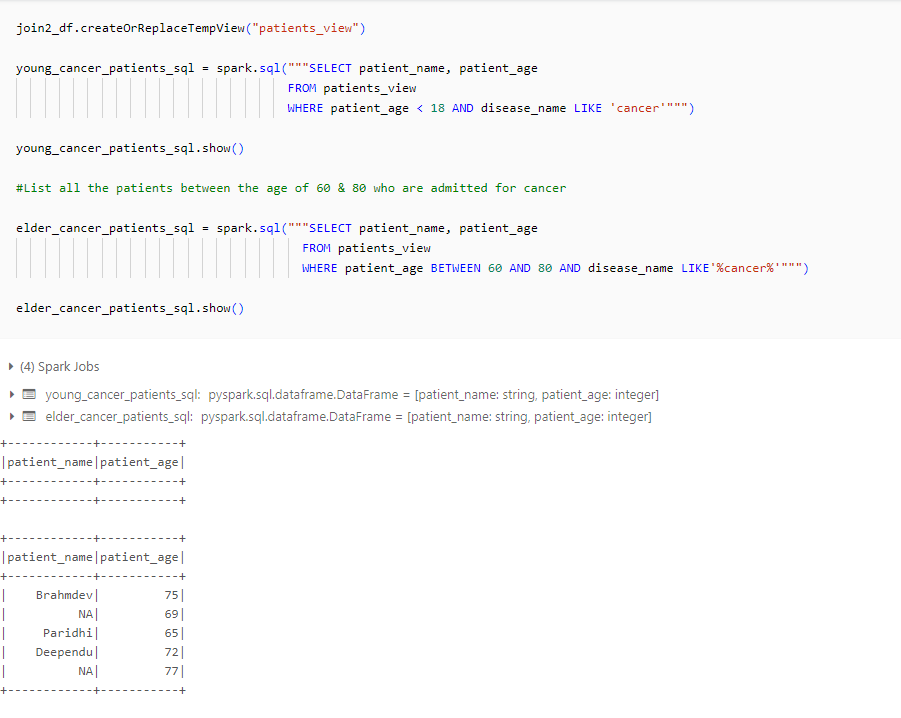 join2_df.createOrReplaceTempView("patients_view")
young_cancer_patients_sql = spark.sql("""SELECT patient_name, patient_age
FROM patients_view
WHERE patient_age < 18 AND disease_name LIKE 'cancer'""")
young_cancer_patients_sql.show()
#List all the patients between the age of 60 & 80 who are admitted for cancer
elder_cancer_patients_sql = spark.sql("""SELECT patient_name, patient_age
FROM patients_view
WHERE patient_age BETWEEN 60 AND 80 AND disease_name LIKE'%cancer%'""")
elder_cancer_patients_sql.show()
(4) Spark Jobs
young_cancer_patients_sql: pyspark.sql.dataframe.DataFrame = [patient_name: string, patient_age: integer]
elder_cancer_patients_sql: pyspark.sql.dataframe.DataFrame = [patient_name: string, patient_age: integer]
+------------+-----------+
|patient_name|patient_age|
+------------+-----------+
+------------+-----------+
+------------+-----------+
|patient_name|patient_age|
+------------+-----------+
|    Brahmdev|         75|
|          NA|         69|
|     Paridhi|         65|
|    Deependu|         72|
|          NA|         77|
+------------+-----------+